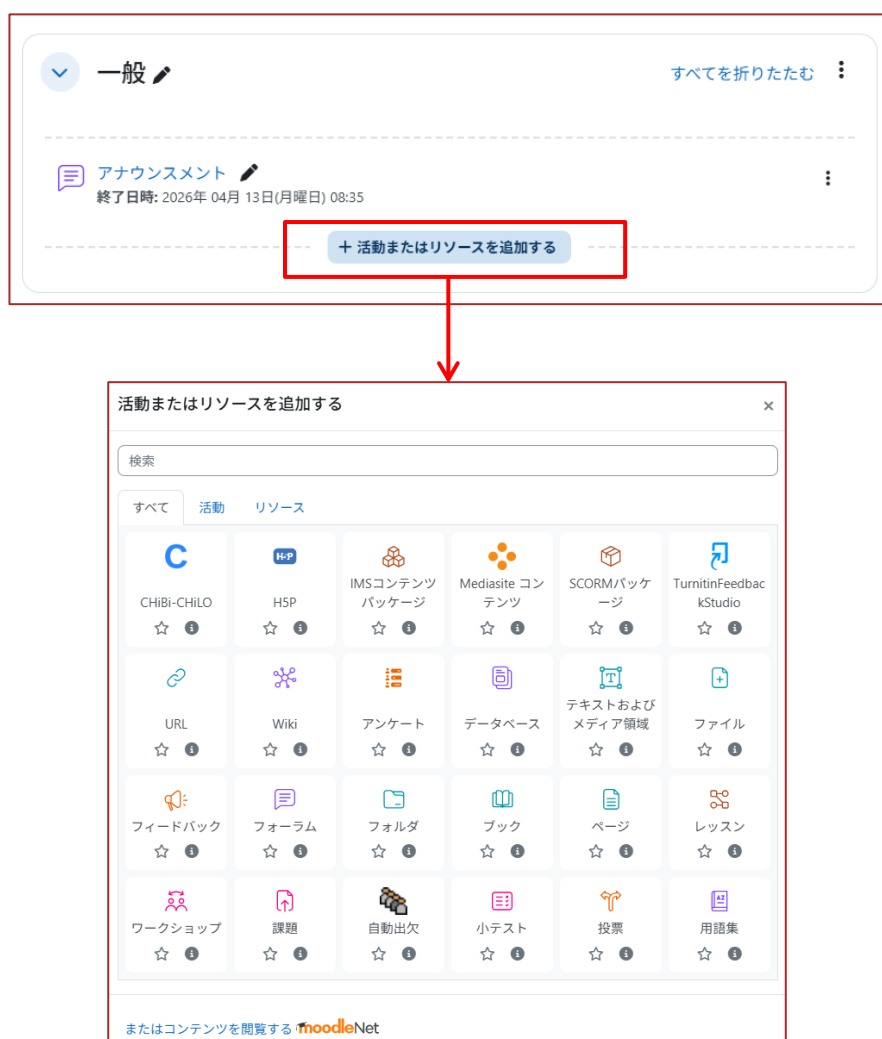 一般
すべてを折りたたむ
アナウンスメント
終了日時: 2026年 04月 13日(月曜日) 08:35
+ 活動またはリソースを追加する
活動またはリソースを追加する ×
検索
すべて 活動 リソース
C H-P
IMSコンテンツ Mediasite コン SCORMパッケ TurnitinFeedbac
CHiBi-CHiLO H5P パッケージ テンツ ージ kStudio
テキストおよび
URL Wiki アンケート データベース メディア領域 ファイル
フィードバック フォーラム フォルダ ブック ページ レッスン
ワークショップ 課題 自動出欠 小テスト 投票 用語集
またはコンテンツを閲覧する moodleNet